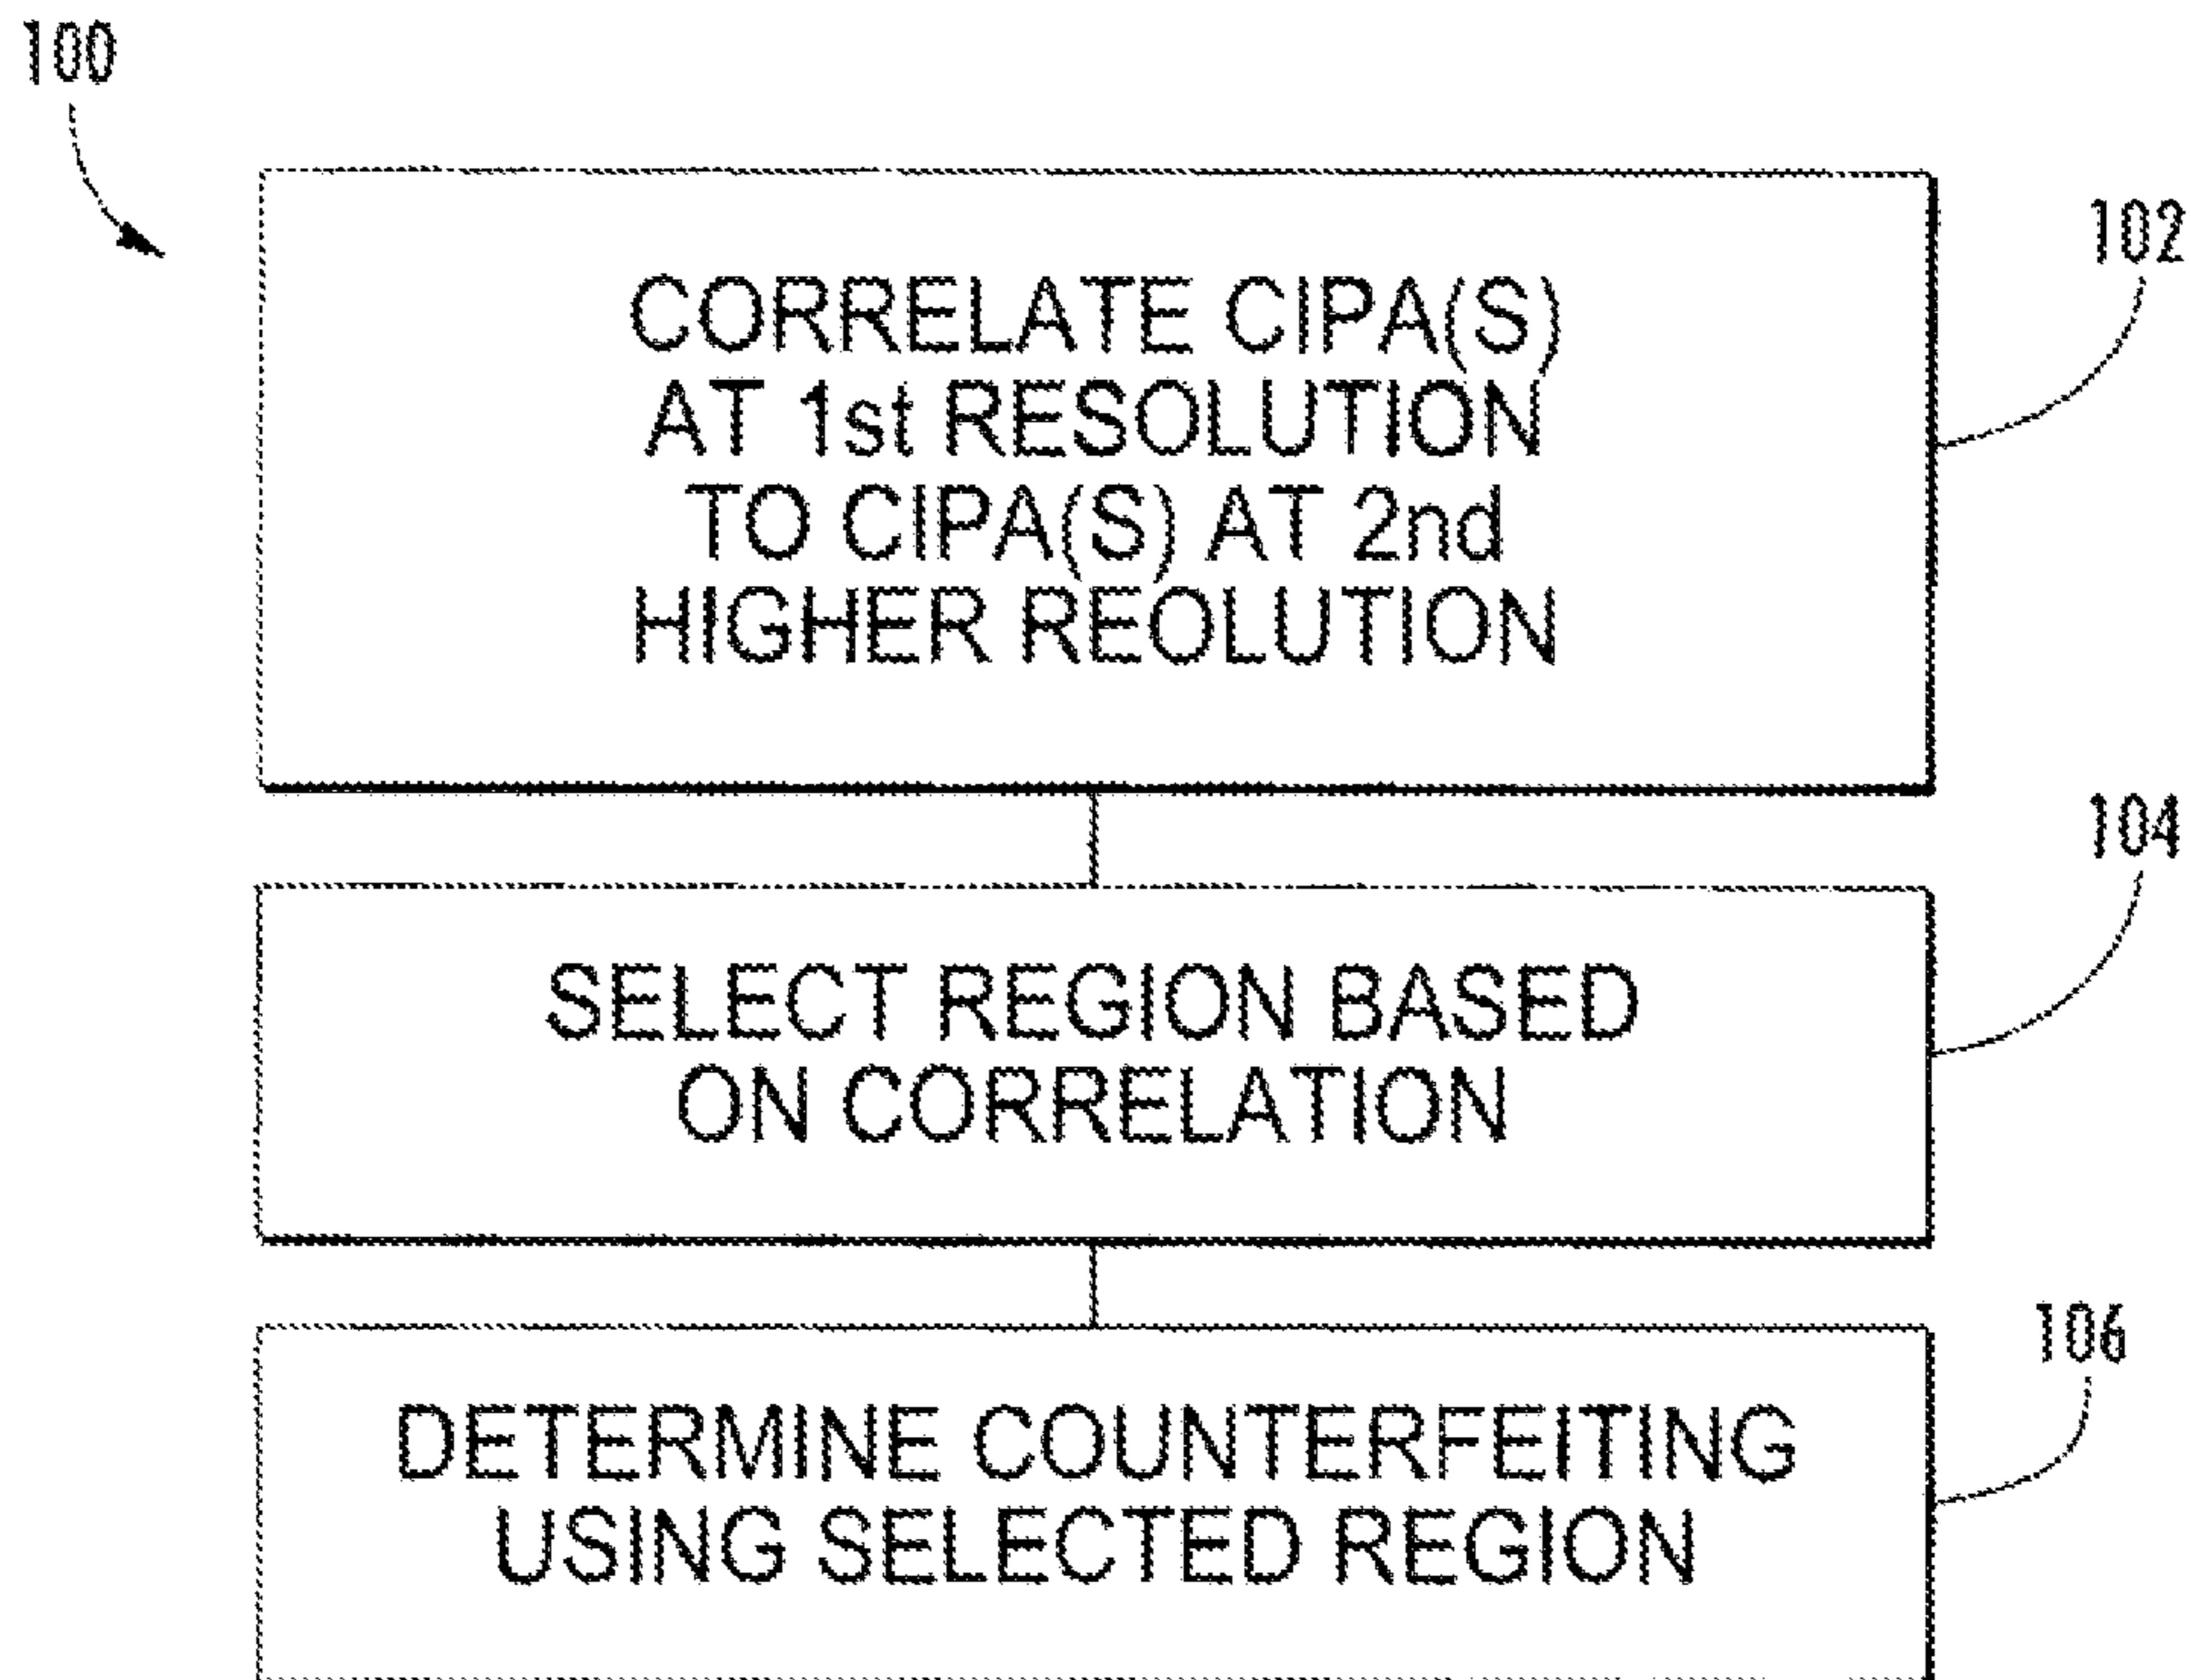 100
102
CORRELATE CIPA(S)
AT 1st RESOLUTION
TO CIPA(S) AT 2nd
HIGHER REOLUTION
104
SELECT REGION BASED
ON CORRELATION
106
DETERMINE COUNTERFEITING
USING SELECTED REGION